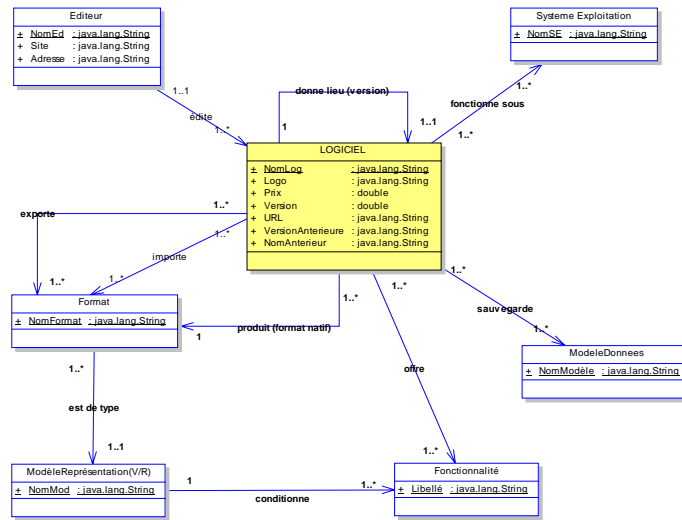 Editeur
+ NomEd : java.lang.String
+ Site : java.lang.String
+ Adresse : java.lang.String
Systeme Exploitation
+ NomSE : java.lang.String
1..1
édite
1..*
donne lieu (version)
1
1..1
fonctionne sous
1..*
1..*
LOGICIEL
+ NomLog : java.lang.String
+ Logo : java.lang.String
+ Prix : double
+ Version : double
+ URL : java.lang.String
+ VersionAnterieure : java.lang.String
+ NomAnterieur : java.lang.String
exporte
1..*
1..*
importe
1..*
1..*
produit (format natif)
1..*
1
Format
+ NomFormat : java.lang.String
offre
1..*
1..*
sauvegarde
1..*
1..*
ModeleDonnees
+ NomModèle : java.lang.String
1..*
est de type
1..1
ModèleReprésentation(V/R)
+ NomMod : java.lang.String
1
conditionne
1..*
Fonctionnalité
+ Libellé : java.lang.String